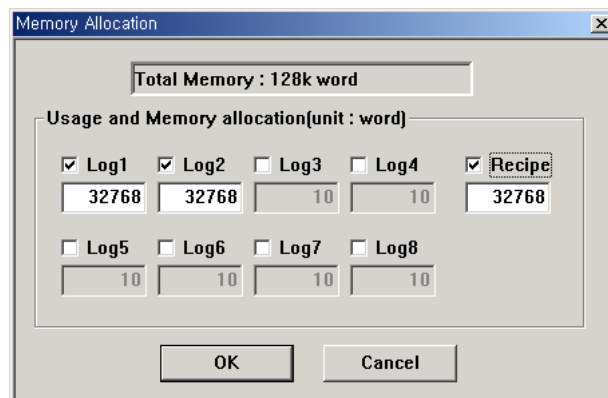 Memory Allocation
Total Memory : 128k word
Usage and Memory allocation(unit : word)
Log1 Log2 Log3 Log4 Recipe
32768 32768 10 10 32768
Log5 Log6 Log7 Log8
10 10 10 10
OK Cancel